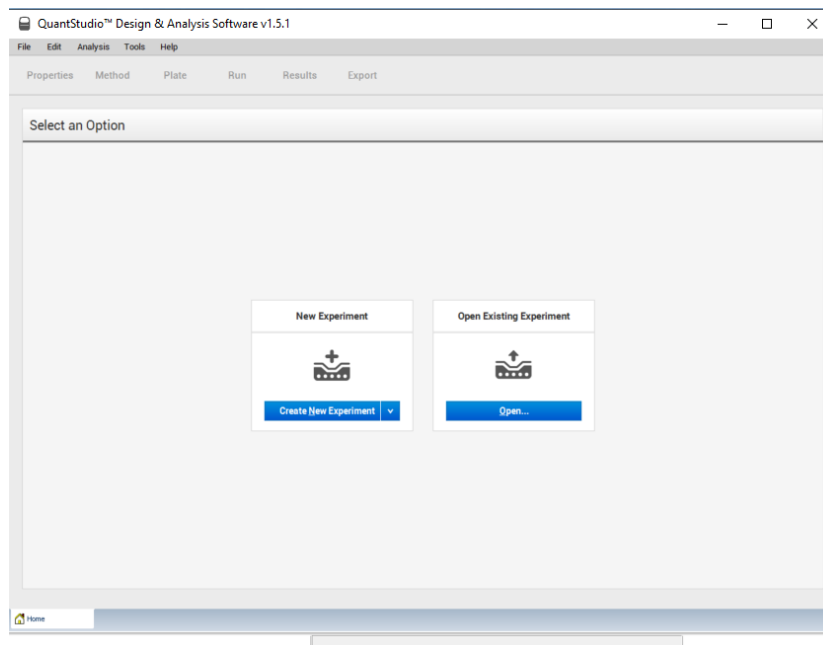 QuantStudio™ Design & Analysis Software v1.5.1
File Edit Analysis Tools Help
Properties Method Plate Run Results Export
Select an Option
New Experiment Open Existing Experiment
Create New Experiment Open...
Home